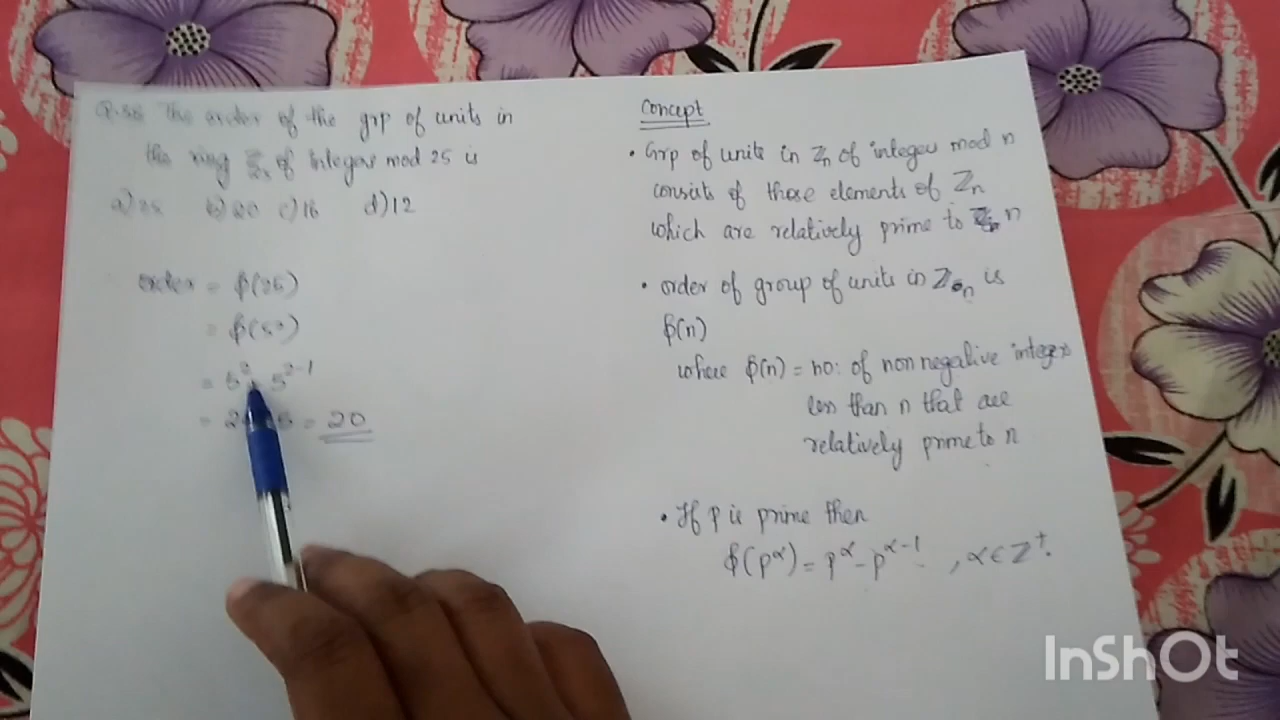 the order of the grp of units in
the ring of integers mod 25 is
a) 25 b) 20 c) 16 d) 12
order = ϕ(25)
= ϕ(5²)
= 5² 5²⁻¹
= 2 5 = 20
Concept
• Grp of units in ℤn of integers mod n
consists of those elements of ℤn
which are relatively prime to n
• order of group of units in ℤn is
ϕ(n)
where ϕ(n) = no: of non negative integers
less than n that are
relatively prime to n
• If p is prime then
ϕ(p^α) = p^α - p^α-1 , α ∈ ℤ⁺.
InShOt